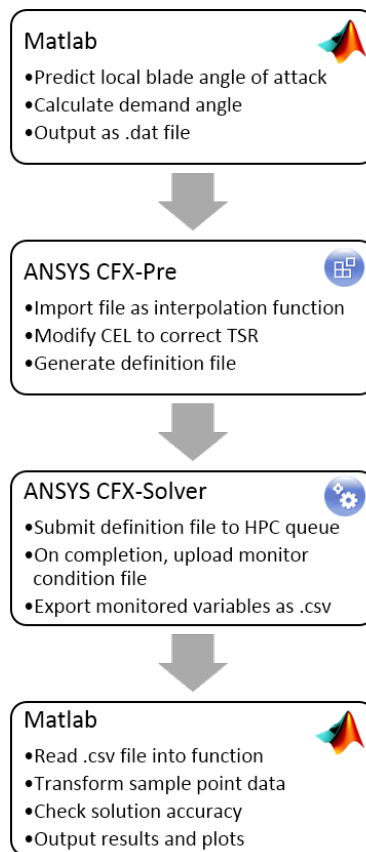 Matlab
•Predict local blade angle of attack
•Calculate demand angle
•Output as .dat file
ANSYS CFX-Pre
•Import file as interpolation function
•Modify CEL to correct TSR
•Generate definition file
ANSYS CFX-Solver
•Submit definition file to HPC queue
•On completion, upload monitor
condition file
•Export monitored variables as .csv
Matlab
•Read .csv file into function
•Transform sample point data
•Check solution accuracy
•Output results and plots